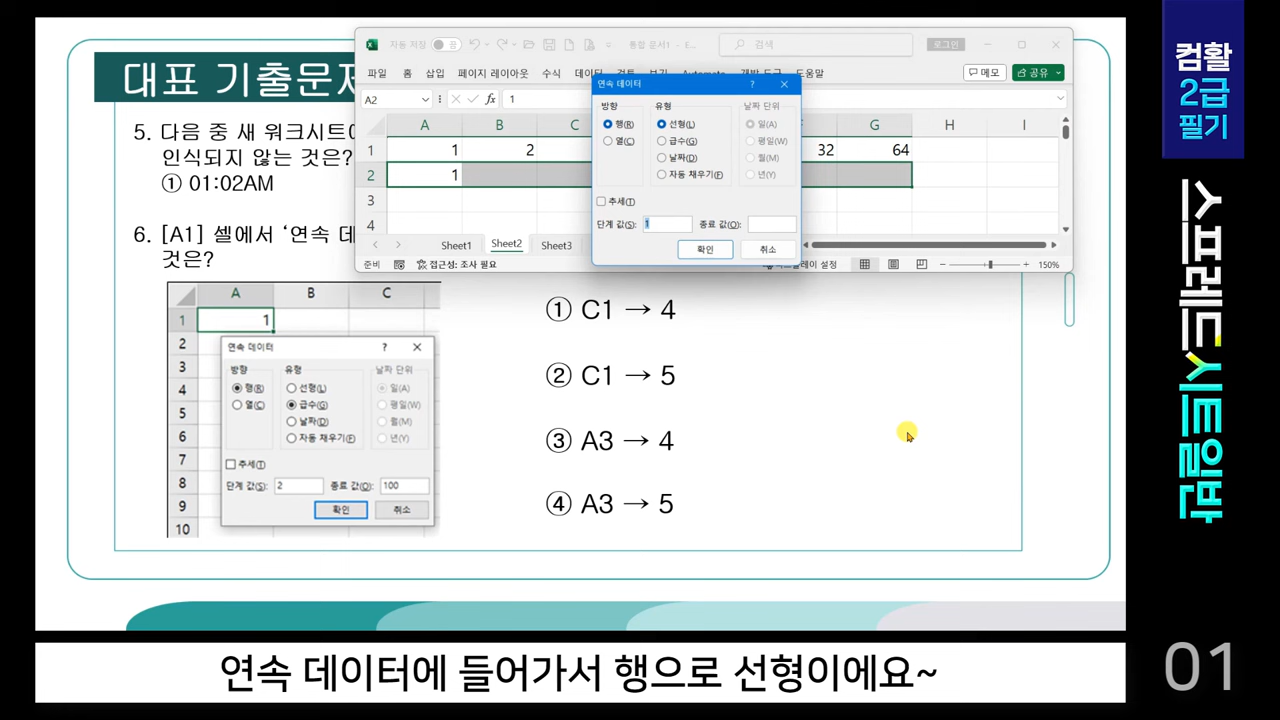 대표 기출문제
5. 다음 중 새 워크시트에
인식되지 않는 것은?
① 01:02AM
6. [A1] 셀에서 ‘연속 데
것은?
A B C
1 1
2
3
4
5
6
7
8
9
10
연속 데이터 ?
방향 유형 날짜 단위
행(R) 선형(L) 일(A)
열(C) 급수(G) 평일(W)
날짜(D) 월(M)
자동 채우기(F) 년(Y)
추세(T)
단계 값(S): 2 종료 값(O): 100
확인 취소
① C1 → 4
② C1 → 5
③ A3 → 4
④ A3 → 5
자동 저장 끔 통합 문서1 - E... 검색 로그인
파일 홈 삽입 페이지 레이아웃 수식 데이터 검토 보기 Automate 개발 도구 도움말 메모 공유
A2 fx 1
A B C G H I
1 1 2 32 64
2 1
3
4
Sheet1 Sheet2 Sheet3
준비 접근성: 조사 필요 디스플레이 설정 150%
연속 데이터 ?
방향 유형 날짜 단위
행(R) 선형(L) 일(A)
열(C) 급수(G) 평일(W)
날짜(D) 월(M)
자동 채우기(F) 년(Y)
추세(T)
단계 값(S): 1 종료 값(O):
확인 취소
연속 데이터에 들어가서 행으로 선형이에요~
컴활
2급
필기
스프레드시트일반
01